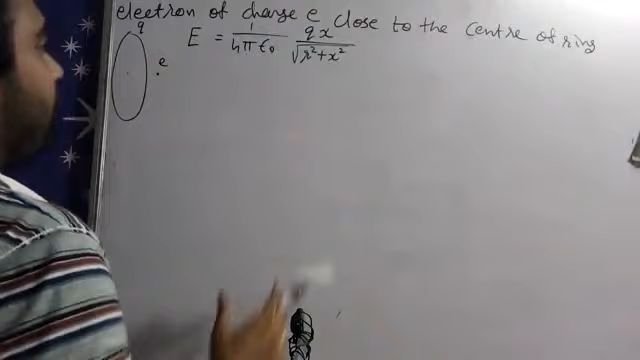 electron of charge e close to the centre of ring
q
e
E = 1/4πϵ₀ qx/√r²+x²